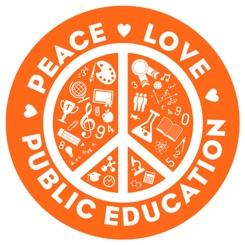 PEACE ♥ LOVE
♥ PUBLIC EDUCATION ♥